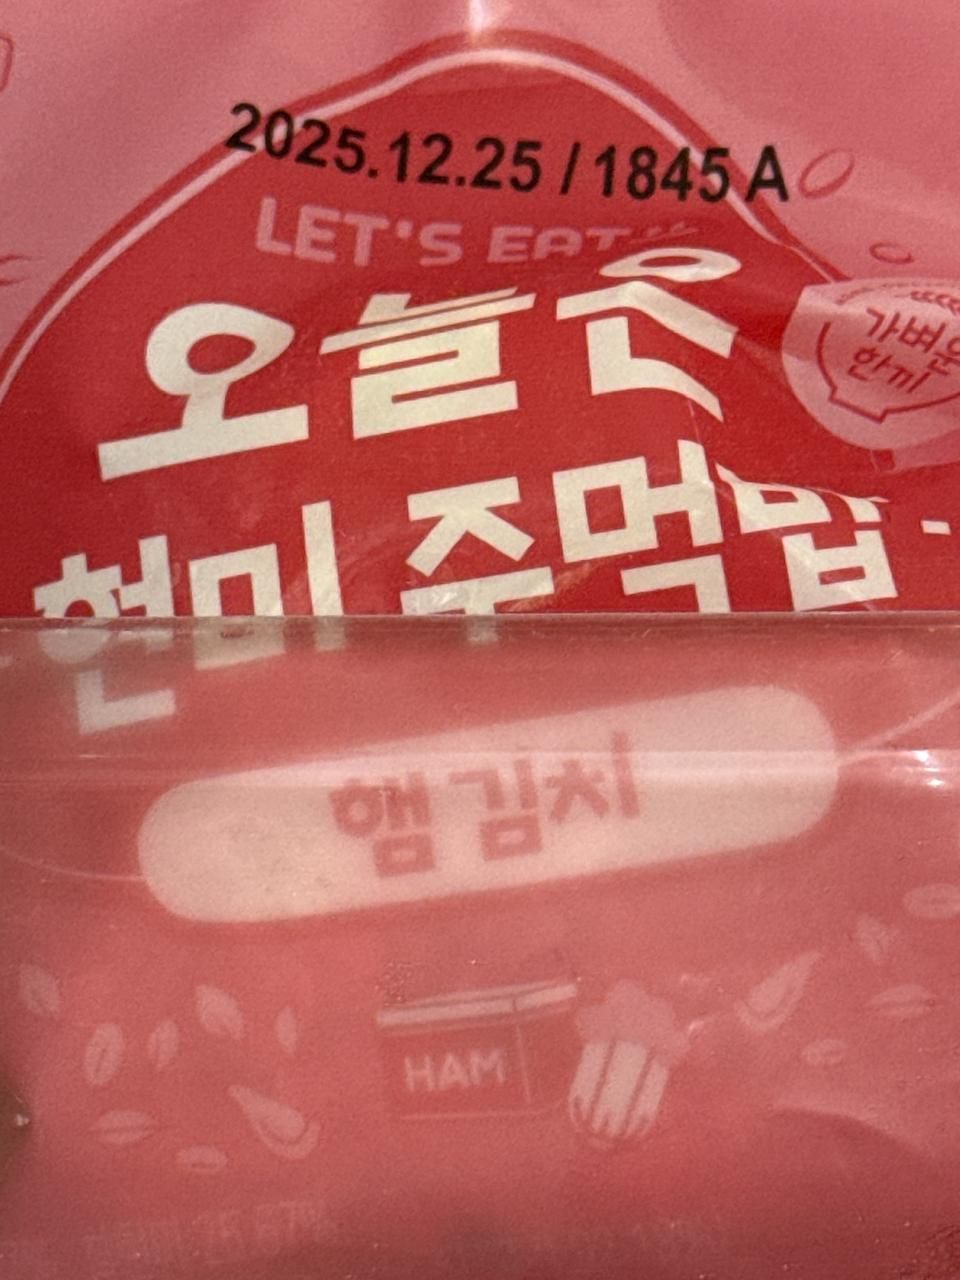 2025.12.25 / 1845 A
LET'S EAT
오늘은
가벼운
한끼
현미 주먹밥
햄 김치
HAM